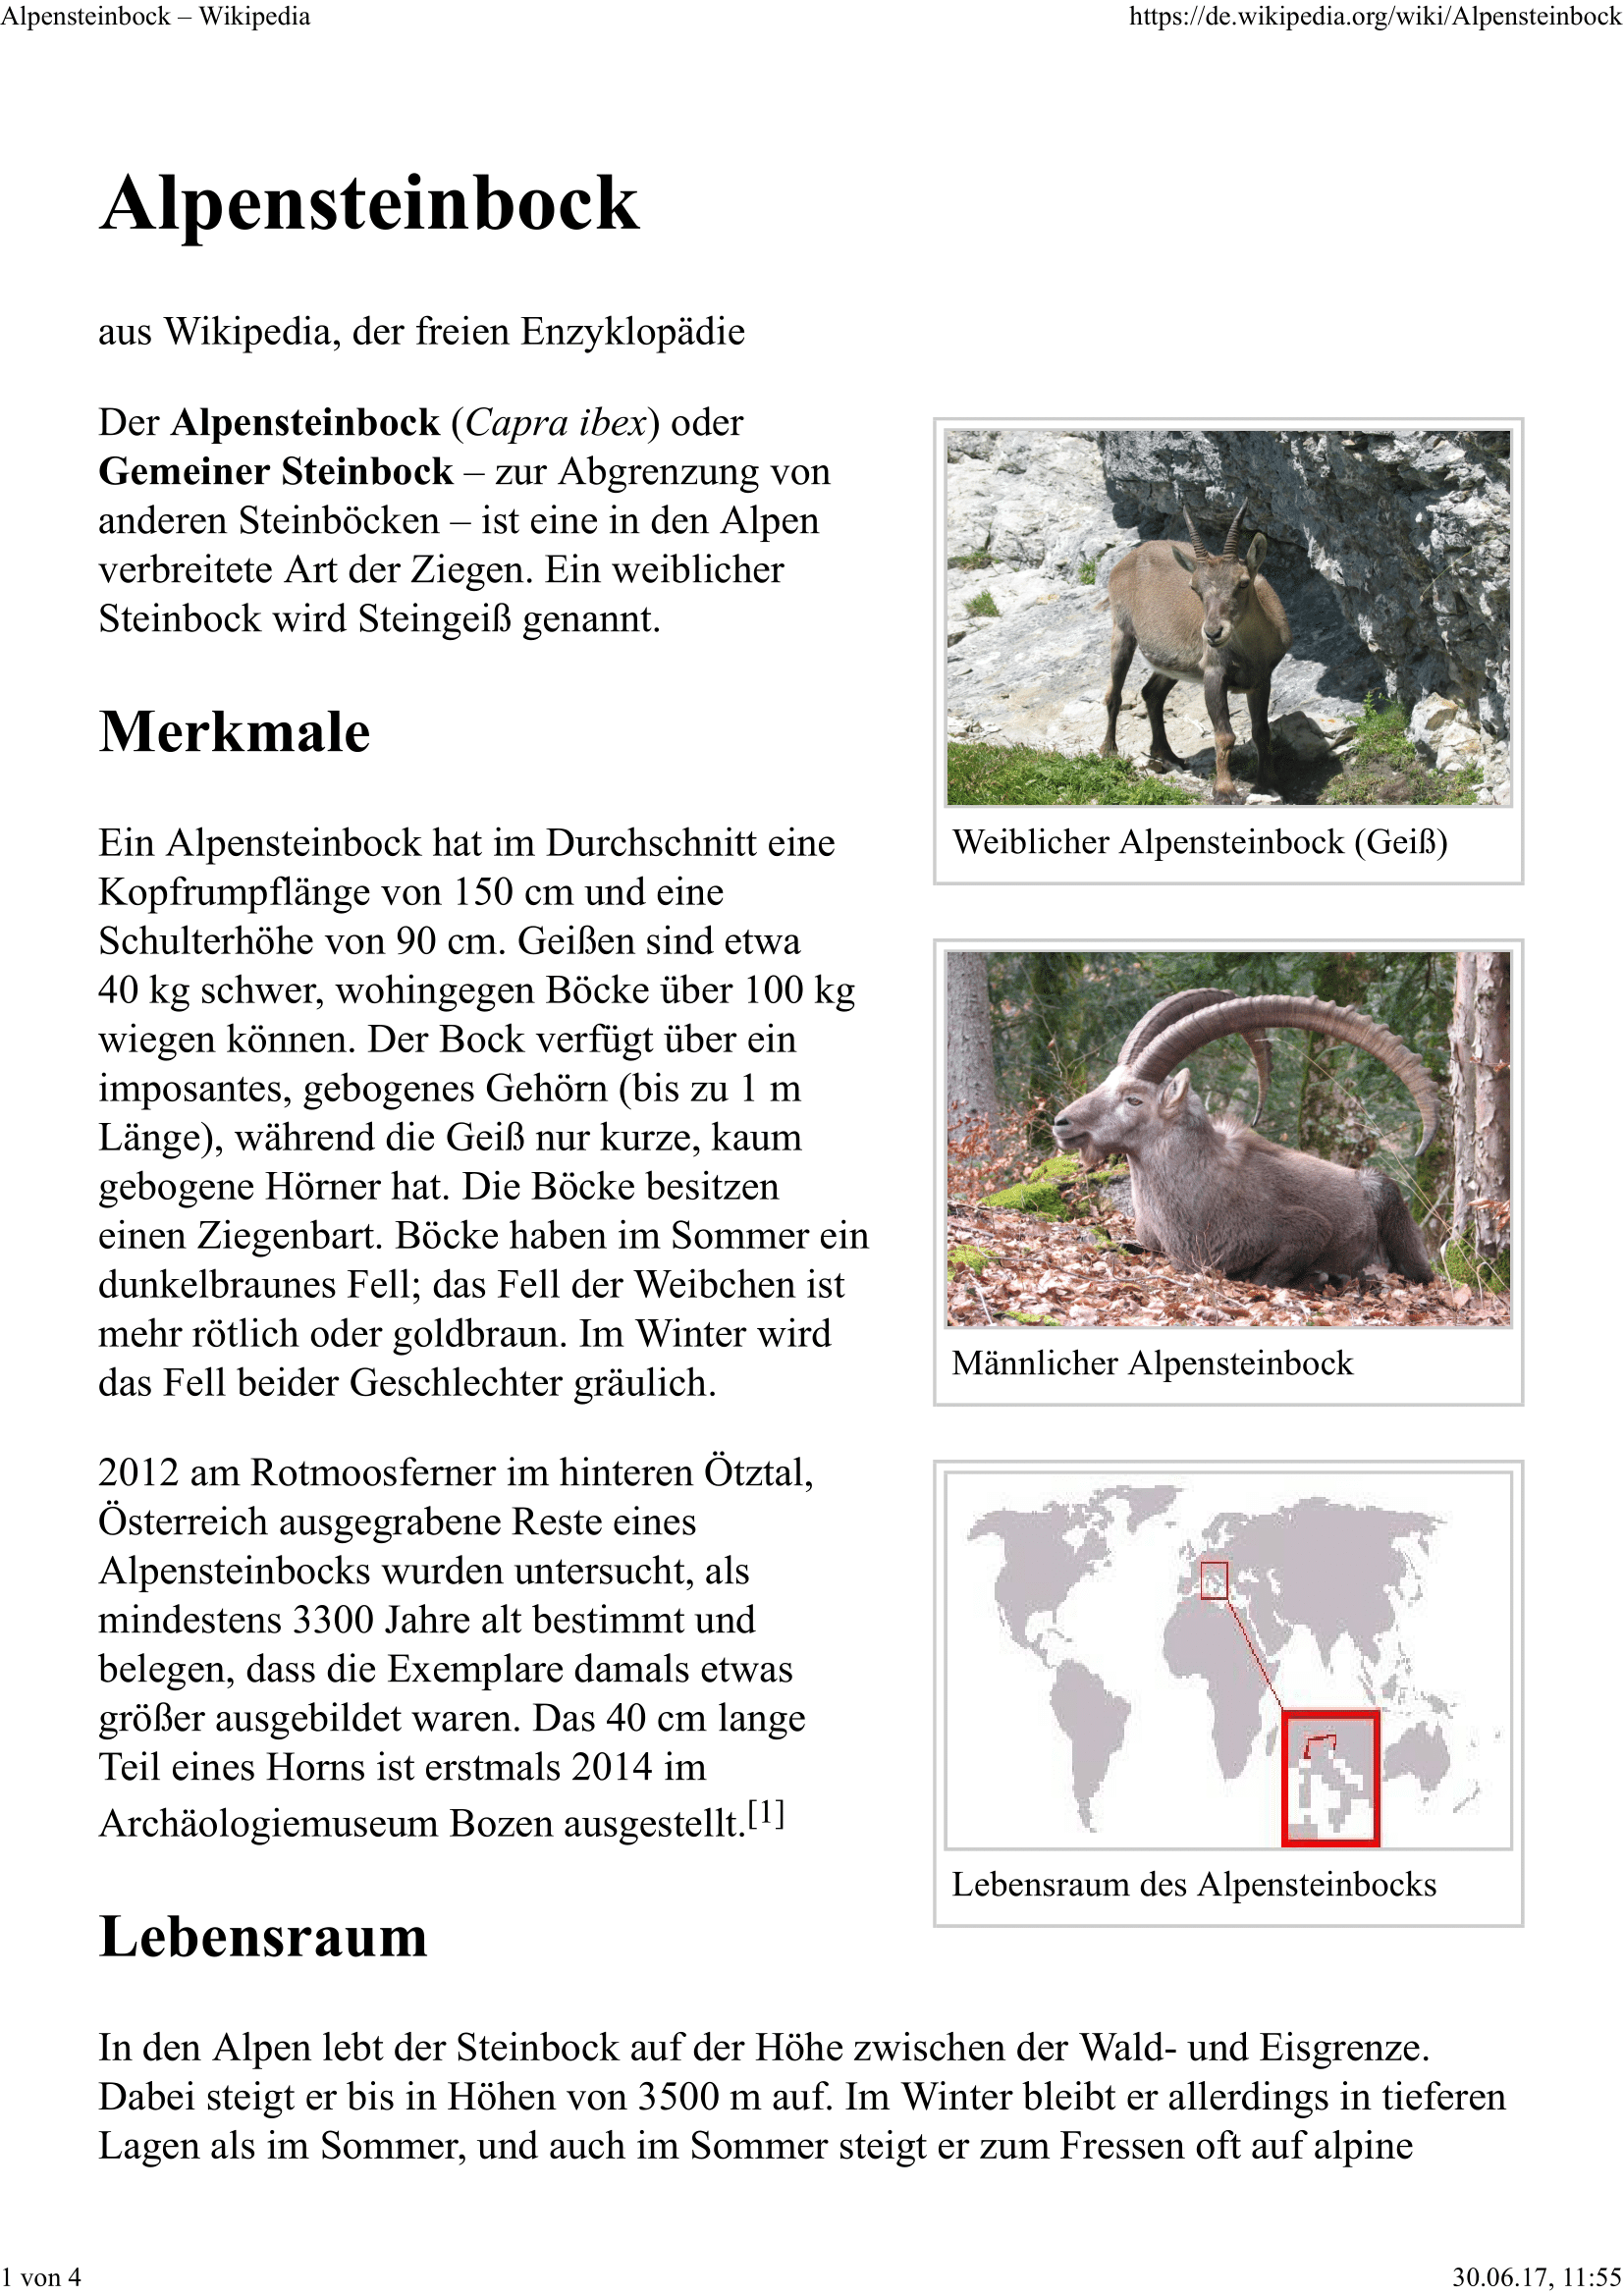 Alpensteinbock – Wikipedia
https://de.wikipedia.org/wiki/Alpensteinbock
Alpensteinbock
aus Wikipedia, der freien Enzyklopädie
Der Alpensteinbock (Capra ibex) oder
Gemeiner Steinbock – zur Abgrenzung von
anderen Steinböcken – ist eine in den Alpen
verbreitete Art der Ziegen. Ein weiblicher
Steinbock wird Steingeiß genannt.
Merkmale
Ein Alpensteinbock hat im Durchschnitt eine
Kopfrumpflänge von 150 cm und eine
Schulterhöhe von 90 cm. Geißen sind etwa
40 kg schwer, wohingegen Böcke über 100 kg
wiegen können. Der Bock verfügt über ein
imposantes, gebogenes Gehörn (bis zu 1 m
Länge), während die Geiß nur kurze, kaum
gebogene Hörner hat. Die Böcke besitzen
einen Ziegenbart. Böcke haben im Sommer ein
dunkelbraunes Fell; das Fell der Weibchen ist
mehr rötlich oder goldbraun. Im Winter wird
das Fell beider Geschlechter gräulich.
2012 am Rotmoosferner im hinteren Ötztal,
Österreich ausgegrabene Reste eines
Alpensteinbocks wurden untersucht, als
mindestens 3300 Jahre alt bestimmt und
belegen, dass die Exemplare damals etwas
größer ausgebildet waren. Das 40 cm lange
Teil eines Horns ist erstmals 2014 im
Archäologiemuseum Bozen ausgestellt.[1]
Weiblicher Alpensteinbock (Geiß)
Männlicher Alpensteinbock
Lebensraum des Alpensteinbocks
Lebensraum
In den Alpen lebt der Steinbock auf der Höhe zwischen der Wald- und Eisgrenze.
Dabei steigt er bis in Höhen von 3500 m auf. Im Winter bleibt er allerdings in tieferen
Lagen als im Sommer, und auch im Sommer steigt er zum Fressen oft auf alpine
1 von 4
30.06.17, 11:55